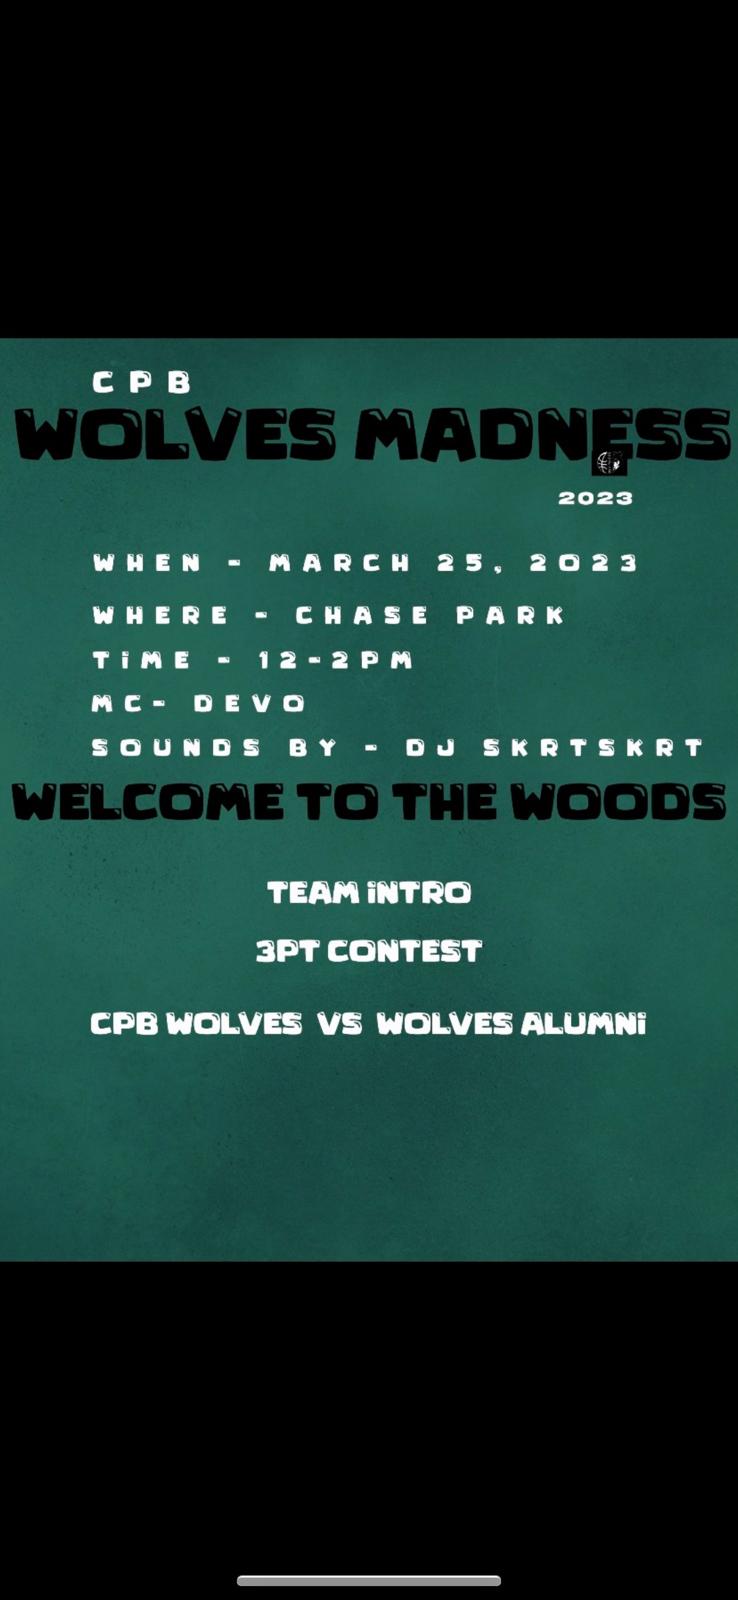 CPB
WOLVES MADNESS
2023
WHEN - MARCH 25, 2023
WHERE - CHASE PARK
TiME - 12-2PM
MC- DEVO
SOUNDS BY - DJ SKRTSKRT
WELCOME TO THE WOODS
TEAM iNTRO
3PT CONTEST
CPB WOLVES VS WOLVES ALUMNi